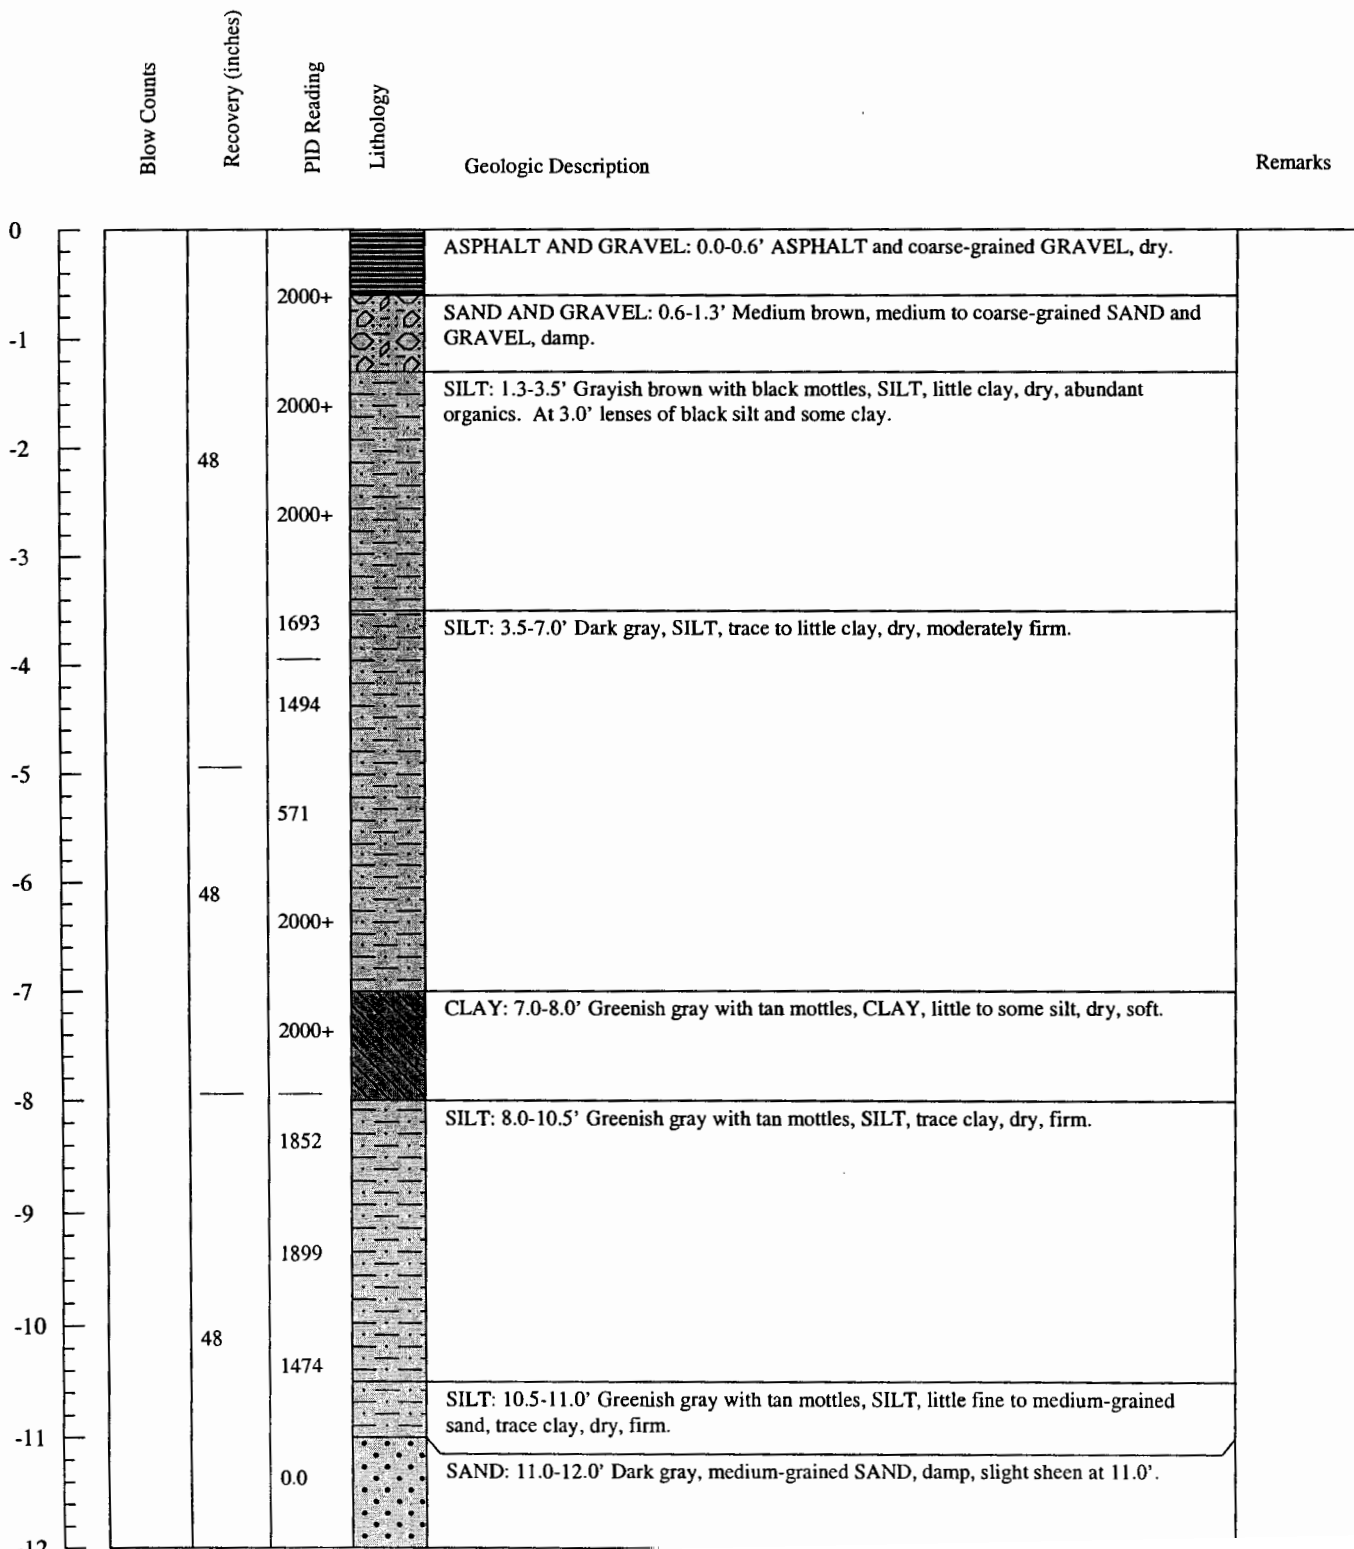 Blow Counts
Recovery (inches)
PID Reading
Lithology
Geologic Description
Remarks
0
ASPHALT AND GRAVEL: 0.0-0.6' ASPHALT and coarse-grained GRAVEL, dry.
2000+
SAND AND GRAVEL: 0.6-1.3' Medium brown, medium to coarse-grained SAND and
GRAVEL, damp.
-1
SILT: 1.3-3.5' Grayish brown with black mottles, SILT, little clay, dry, abundant
organics. At 3.0' lenses of black silt and some clay.
2000+
-2
48
2000+
-3
1693
SILT: 3.5-7.0' Dark gray, SILT, trace to little clay, dry, moderately firm.
-4
1494
-5
571
-6
48
2000+
-7
CLAY: 7.0-8.0' Greenish gray with tan mottles, CLAY, little to some silt, dry, soft.
2000+
-8
SILT: 8.0-10.5' Greenish gray with tan mottles, SILT, trace clay, dry, firm.
1852
-9
1899
-10
48
1474
SILT: 10.5-11.0' Greenish gray with tan mottles, SILT, little fine to medium-grained
sand, trace clay, dry, firm.
-11
SAND: 11.0-12.0' Dark gray, medium-grained SAND, damp, slight sheen at 11.0'.
0.0
-12